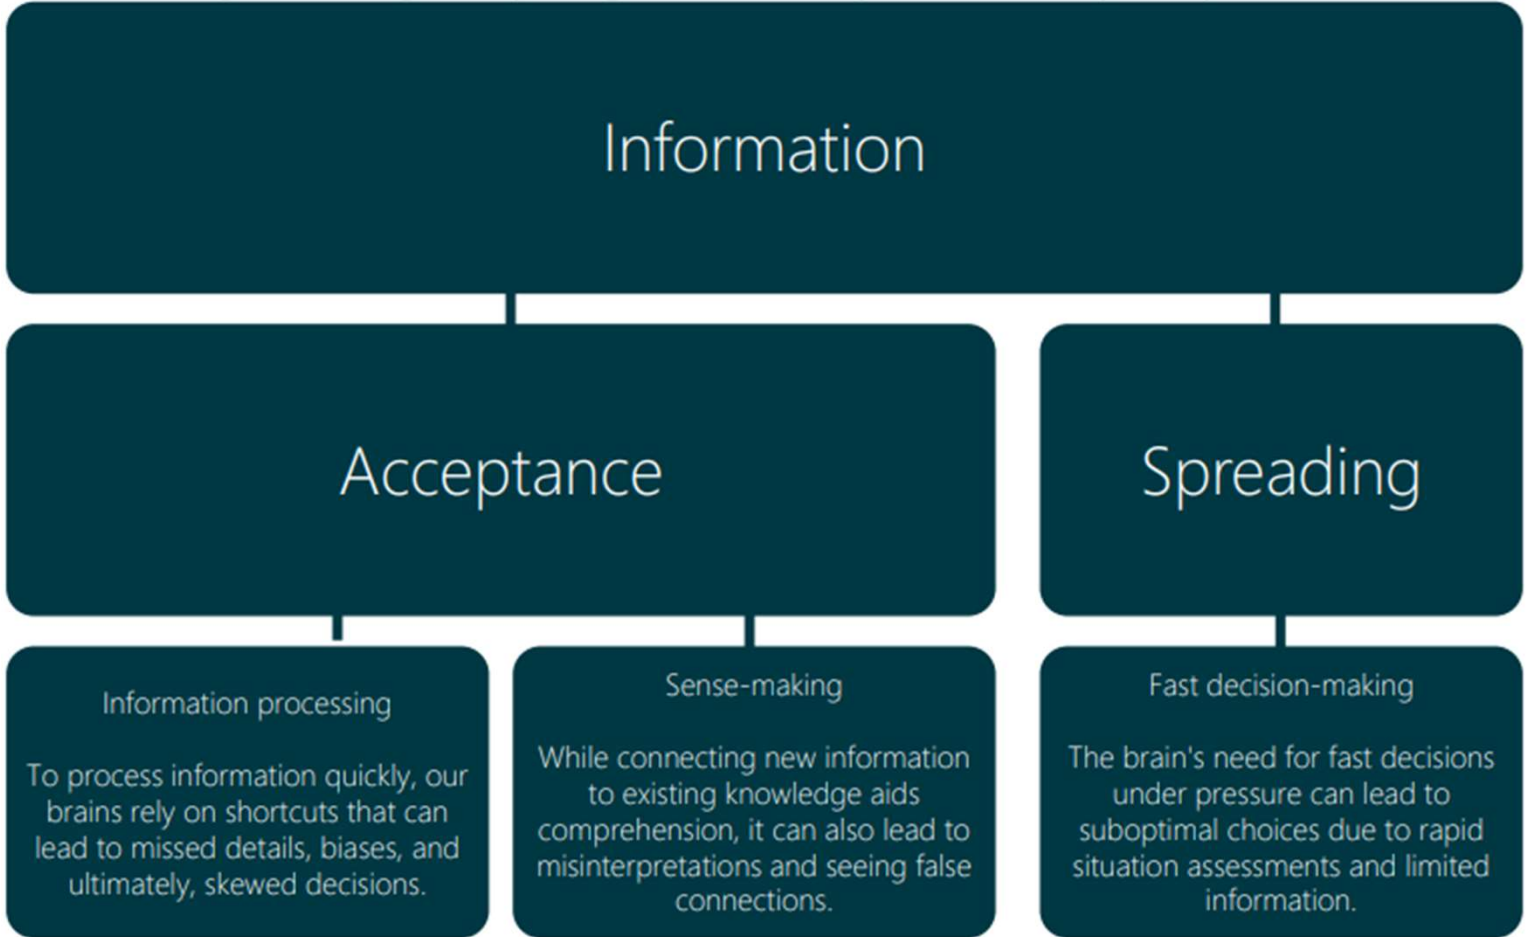 Information
Acceptance
Spreading
Information processing
To process information quickly, our
brains rely on shortcuts that can
lead to missed details, biases, and
ultimately, skewed decisions.
Sense-making
While connecting new information
to existing knowledge aids
comprehension, it can also lead to
misinterpretations and seeing false
connections.
Fast decision-making
The brain's need for fast decisions
under pressure can lead to
suboptimal choices due to rapid
situation assessments and limited
information.